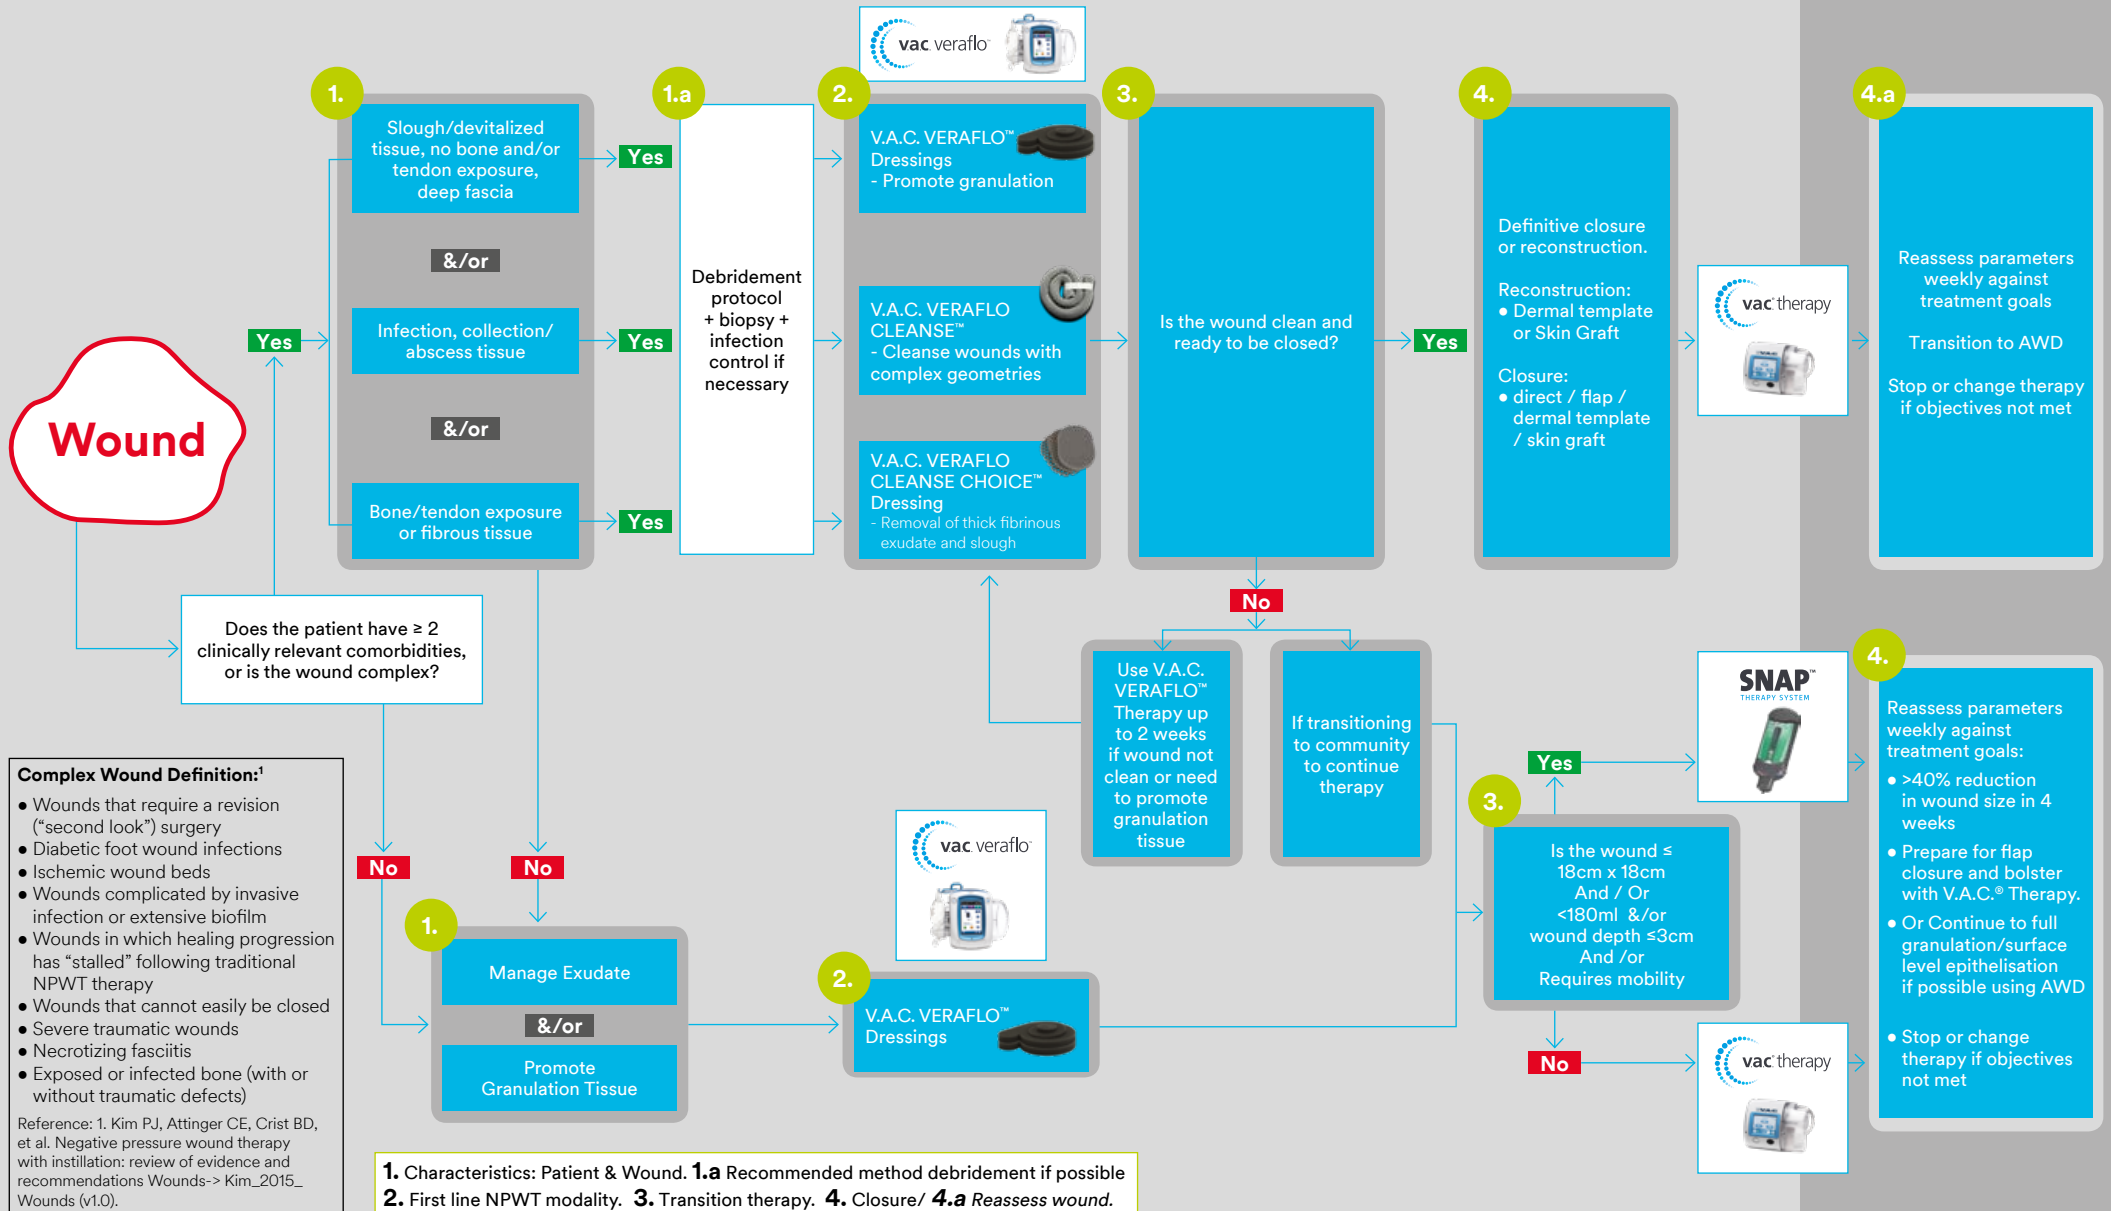 vac. veraflo™
1.
Slough/devitalized
tissue, no bone and/or
tendon exposure,
deep fascia
Yes
&/or
Infection, collection/
abscess tissue
Yes
&/or
Bone/tendon exposure
or fibrous tissue
Yes
1.a
Debridement
protocol
+ biopsy +
infection
control if
necessary
2.
V.A.C. VERAFLO™
Dressings
- Promote granulation
V.A.C. VERAFLO
CLEANSE™
- Cleanse wounds with
complex geometries
V.A.C. VERAFLO
CLEANSE CHOICE™
Dressing
- Removal of thick fibrinous
exudate and slough
3.
Is the wound clean and
ready to be closed?
Yes
No
4.
Definitive closure
or reconstruction.
Reconstruction:
• Dermal template
or Skin Graft
Closure:
• direct / flap /
dermal template
/ skin graft
vac.® therapy
4.a
Reassess parameters
weekly against
treatment goals
Transition to AWD
Stop or change therapy
if objectives not met
Wound
Yes
Does the patient have ≥ 2
clinically relevant comorbidities,
or is the wound complex?
No
No
Use V.A.C.
VERAFLO™
Therapy up
to 2 weeks
if wound not
clean or need
to promote
granulation
tissue
If transitioning
to community
to continue
therapy
1.
Manage Exudate
&/or
Promote
Granulation Tissue
vac. veraflo™
2.
V.A.C. VERAFLO™
Dressings
3.
Is the wound ≤
18cm x 18cm
And / Or
<180ml &/or
wound depth ≤3cm
And /or
Requires mobility
Yes
No
SNAP™
THERAPY SYSTEM
vac.® therapy
4.
Reassess parameters
weekly against
treatment goals:
• >40% reduction
in wound size in 4
weeks
• Prepare for flap
closure and bolster
with V.A.C.® Therapy.
• Or Continue to full
granulation/surface
level epithelisation
if possible using AWD
• Stop or change
therapy if objectives
not met
Complex Wound Definition:¹
• Wounds that require a revision
(“second look”) surgery
• Diabetic foot wound infections
• Ischemic wound beds
• Wounds complicated by invasive
infection or extensive biofilm
• Wounds in which healing progression
has “stalled” following traditional
NPWT therapy
• Wounds that cannot easily be closed
• Severe traumatic wounds
• Necrotizing fasciitis
• Exposed or infected bone (with or
without traumatic defects)
Reference: 1. Kim PJ, Attinger CE, Crist BD,
et al. Negative pressure wound therapy
with instillation: review of evidence and
recommendations Wounds-> Kim_2015_
Wounds (v1.0).
1. Characteristics: Patient & Wound. 1.a Recommended method debridement if possible
2. First line NPWT modality. 3. Transition therapy. 4. Closure/ 4.a Reassess wound.